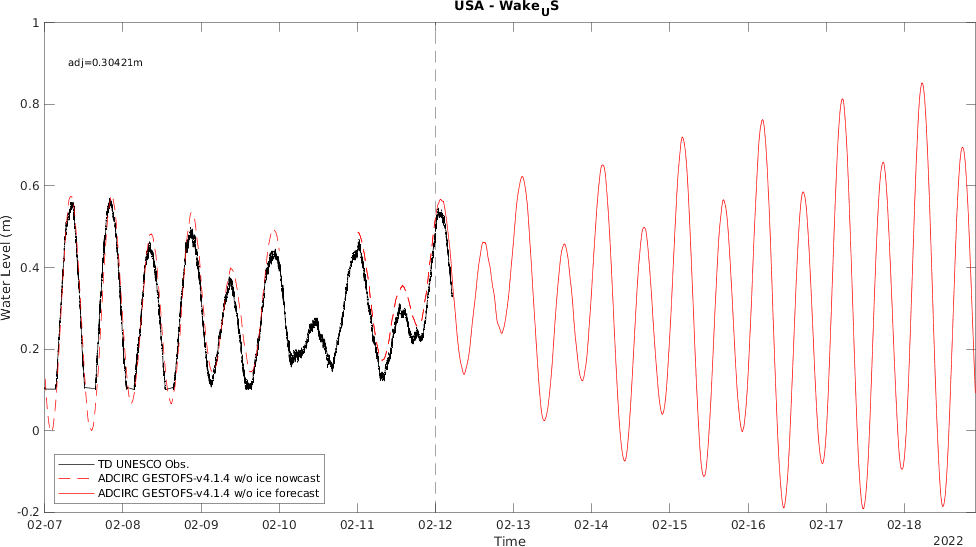 USA - Wake_US
adj=0.30421m
1
0.8
0.6
0.4
0.2
0
-0.2
Water Level (m)
TD UNESCO Obs.
ADCIRC GESTOFS-v4.1.4 w/o ice nowcast
ADCIRC GESTOFS-v4.1.4 w/o ice forecast
02-07 02-08 02-09 02-10 02-11 02-12 02-13 02-14 02-15 02-16 02-17 02-18
Time
2022